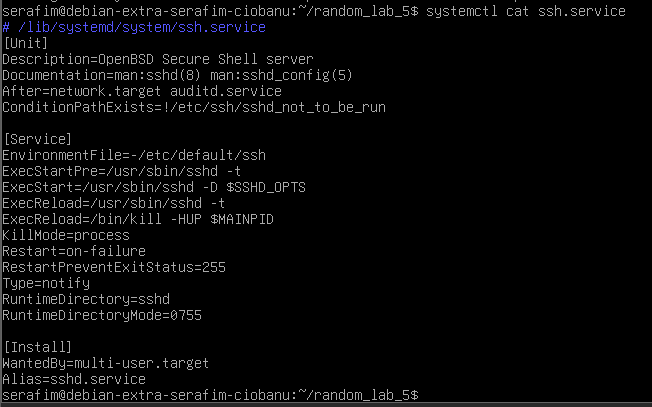 serafim@debian-extra-serafim-ciobanu:~/random_lab_5$ systemctl cat ssh.service
# /lib/systemd/system/ssh.service
[Unit]
Description=OpenBSD Secure Shell server
Documentation=man:sshd(8) man:sshd_config(5)
After=network.target auditd.service
ConditionPathExists=!/etc/ssh/sshd_not_to_be_run

[Service]
EnvironmentFile=-/etc/default/ssh
ExecStartPre=/usr/sbin/sshd -t
ExecStart=/usr/sbin/sshd -D $SSHD_OPTS
ExecReload=/usr/sbin/sshd -t
ExecReload=/bin/kill -HUP $MAINPID
KillMode=process
Restart=on-failure
RestartPreventExitStatus=255
Type=notify
RuntimeDirectory=sshd
RuntimeDirectoryMode=0755

[Install]
WantedBy=multi-user.target
Alias=sshd.service
serafim@debian-extra-serafim-ciobanu:~/random_lab_5$